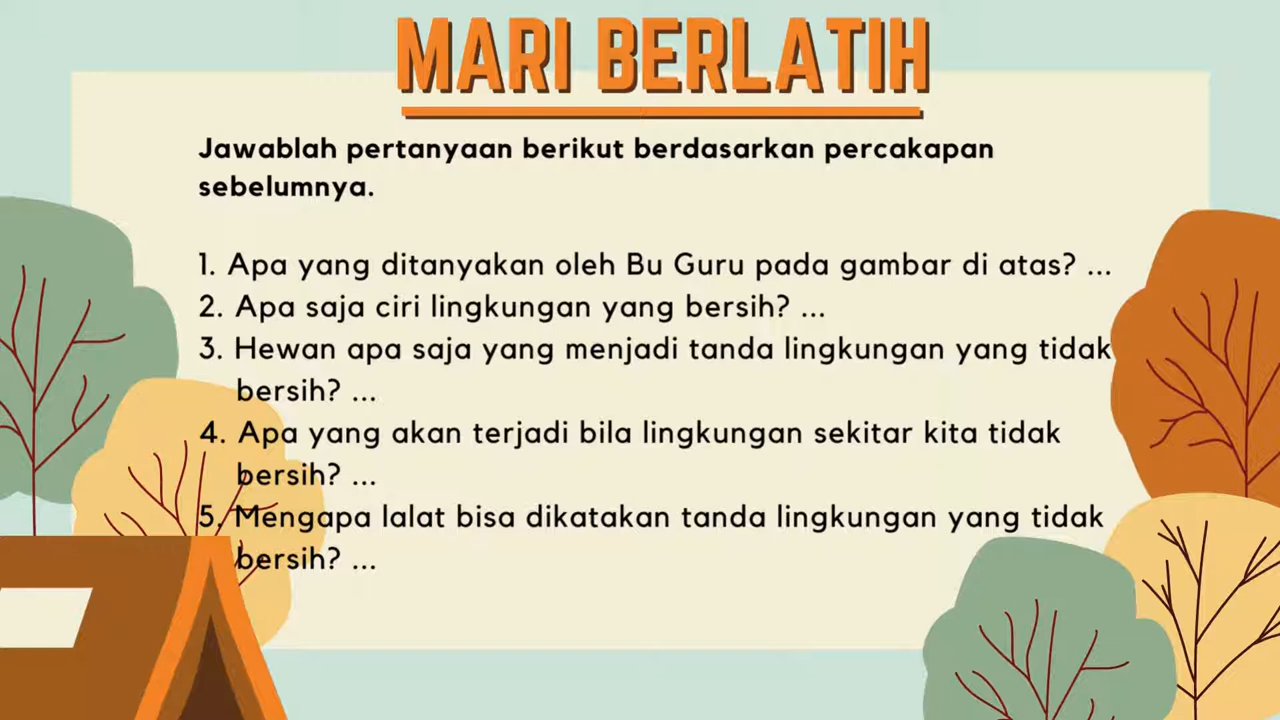 MARI BERLATIH
Jawablah pertanyaan berikut berdasarkan percakapan
sebelumnya.
1. Apa yang ditanyakan oleh Bu Guru pada gambar di atas? ...
2. Apa saja ciri lingkungan yang bersih? ...
3. Hewan apa saja yang menjadi tanda lingkungan yang tidak
bersih? ...
4. Apa yang akan terjadi bila lingkungan sekitar kita tidak
bersih? ...
5. Mengapa lalat bisa dikatakan tanda lingkungan yang tidak
bersih? ...